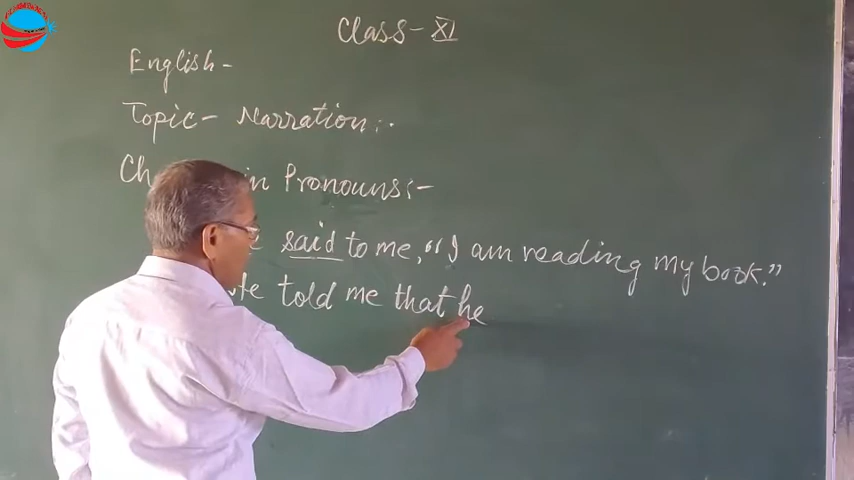 Class - XI
English -
Topic - Narration :.
Ch in Pronouns :-
said to me, "I am reading my book."
told me that he